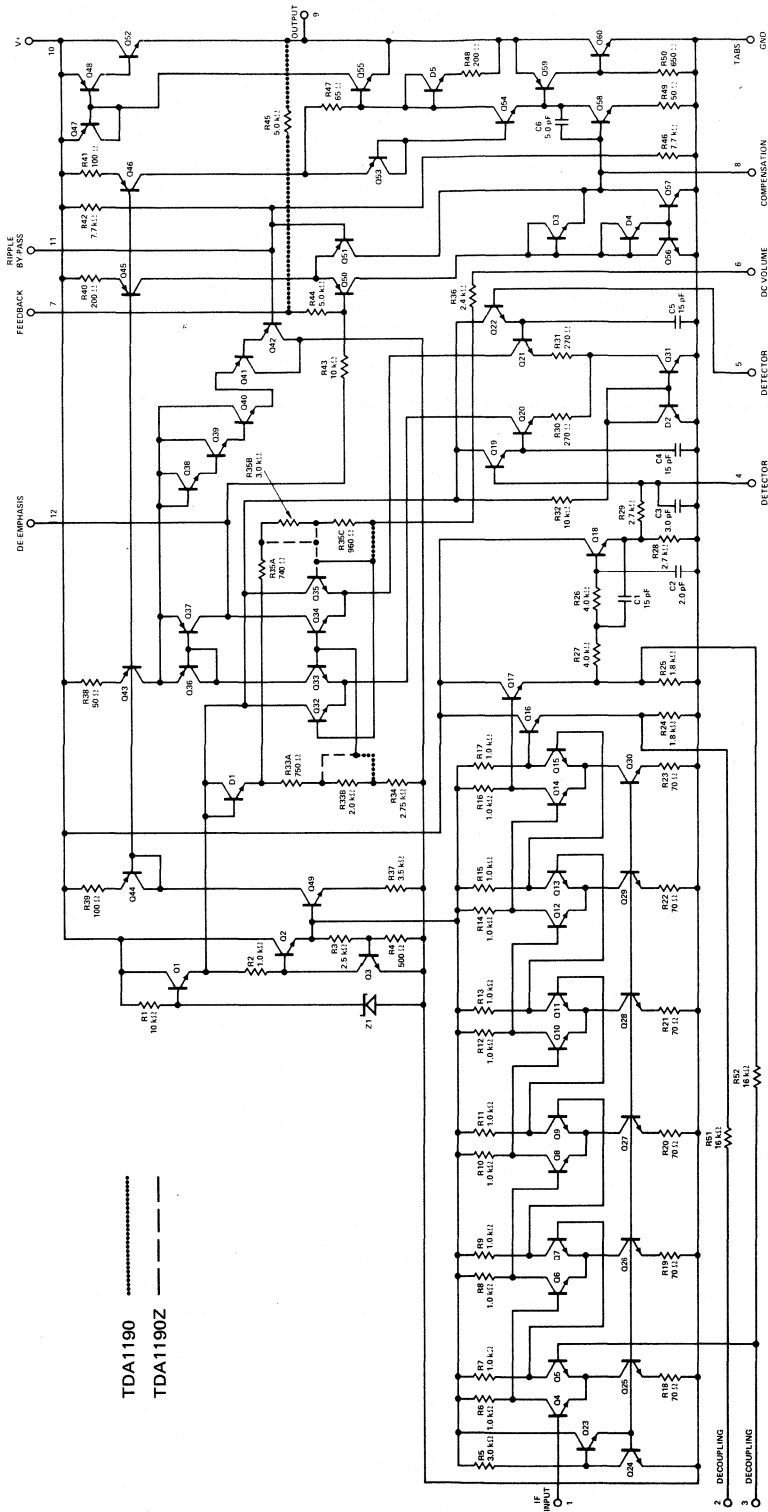 TDA1190
TDA1190Z
V+
10
OUTPUT
9
RIPPLE
BY-PASS
11
FEEDBACK
7
DE EMPHASIS
12
Q47
Q48
Q52
R41
100 Ω
Q46
R42
7.7 kΩ
R40
200 Ω
Q45
R45
5.0 kΩ
Q55
R47
65 Ω
D5
R48
200 Ω
Q53
Q54
Q59
Q60
C6
5.0 pF
Q58
R50
650 Ω
R49
50 Ω
R46
7.7 kΩ
TABS
GND
8
COMPENSATION
Q51
Q50
R44
5.0 kΩ
R43
10 kΩ
D3
D4
Q57
Q56
6
DC VOLUME
R36
2.4 kΩ
Q42
Q41
Q40
Q39
Q38
Q22
Q21
R31
270 Ω
C5
15 pF
Q20
R30
270 Ω
Q31
D2
5
DETECTOR
Q19
C4
15 pF
R32
10 kΩ
4
DETECTOR
R35B
3.0 kΩ
R35A
740 Ω
R35C
960 Ω
Q37
Q36
Q35
Q34
Q33
Q32
R38
50 Ω
Q43
Q18
R29
2.7 kΩ
C3
3.0 pF
R28
2.7 kΩ
C2
2.0 pF
R26
4.0 kΩ
C1
15 pF
R27
4.0 kΩ
D1
R33A
750 Ω
R33B
2.0 kΩ
R34
2.75 kΩ
R39
100 Ω
Q44
Q49
R37
3.5 kΩ
Q1
Q2
R2
1.0 kΩ
R3
2.5 kΩ
Q3
R4
500 Ω
R1
10 kΩ
Z1
Q17
Q16
R25
1.8 kΩ
R24
1.8 kΩ
R17
1.0 kΩ
R16
1.0 kΩ
Q15
Q14
Q30
R23
70 Ω
R15
1.0 kΩ
R14
1.0 kΩ
Q13
Q12
Q29
R22
70 Ω
R13
1.0 kΩ
R12
1.0 kΩ
Q11
Q10
Q28
R21
70 Ω
R11
1.0 kΩ
R10
1.0 kΩ
Q9
Q8
Q27
R20
70 Ω
R9
1.0 kΩ
R8
1.0 kΩ
Q7
Q6
Q26
R19
70 Ω
R7
1.0 kΩ
R6
1.0 kΩ
Q5
Q4
Q25
R18
70 Ω
R5
3.0 kΩ
Q23
Q24
R52
16 kΩ
R51
16 kΩ
IF
INPUT
1
2
DECOUPLING
3
DECOUPLING